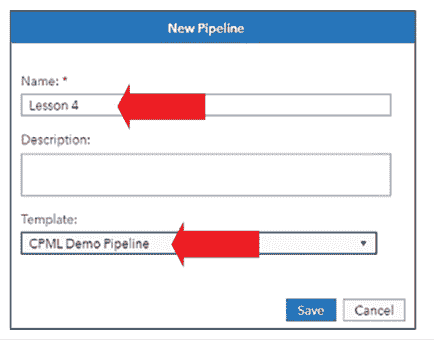 New Pipeline
Name: *
Lesson 4
Description:
Template:
CPML Demo Pipeline
Save Cancel